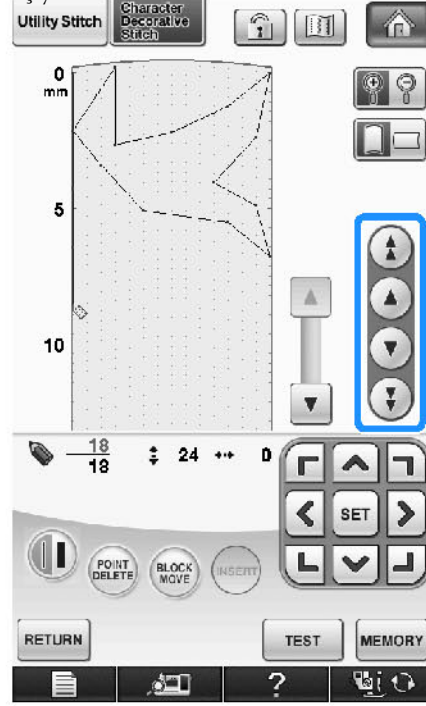 Utility Stitch
Character
Decorative
Stitch
0
mm
5
10
18
18
24
0
SET
POINT
DELETE
BLOCK
MOVE
INSERT
RETURN
TEST
MEMORY
?